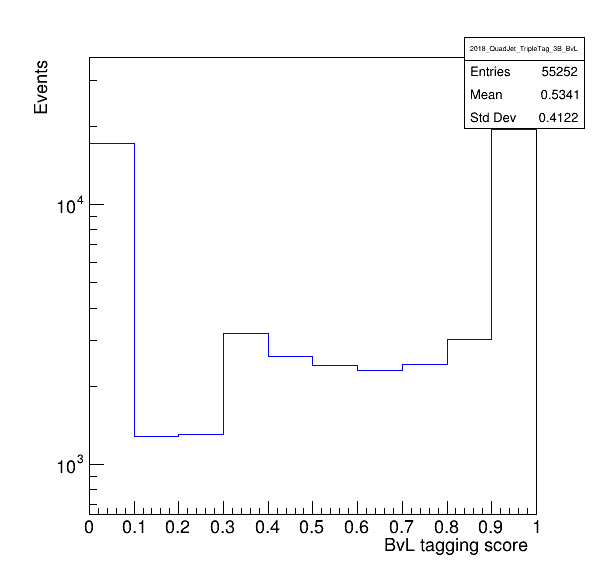 2018_QuadJet_TripleTag_3B_BvL
Entries 55252
Mean 0.5341
Std Dev 0.4122
Events
10^4
10^3
0 0.1 0.2 0.3 0.4 0.5 0.6 0.7 0.8 0.9 1
BvL tagging score